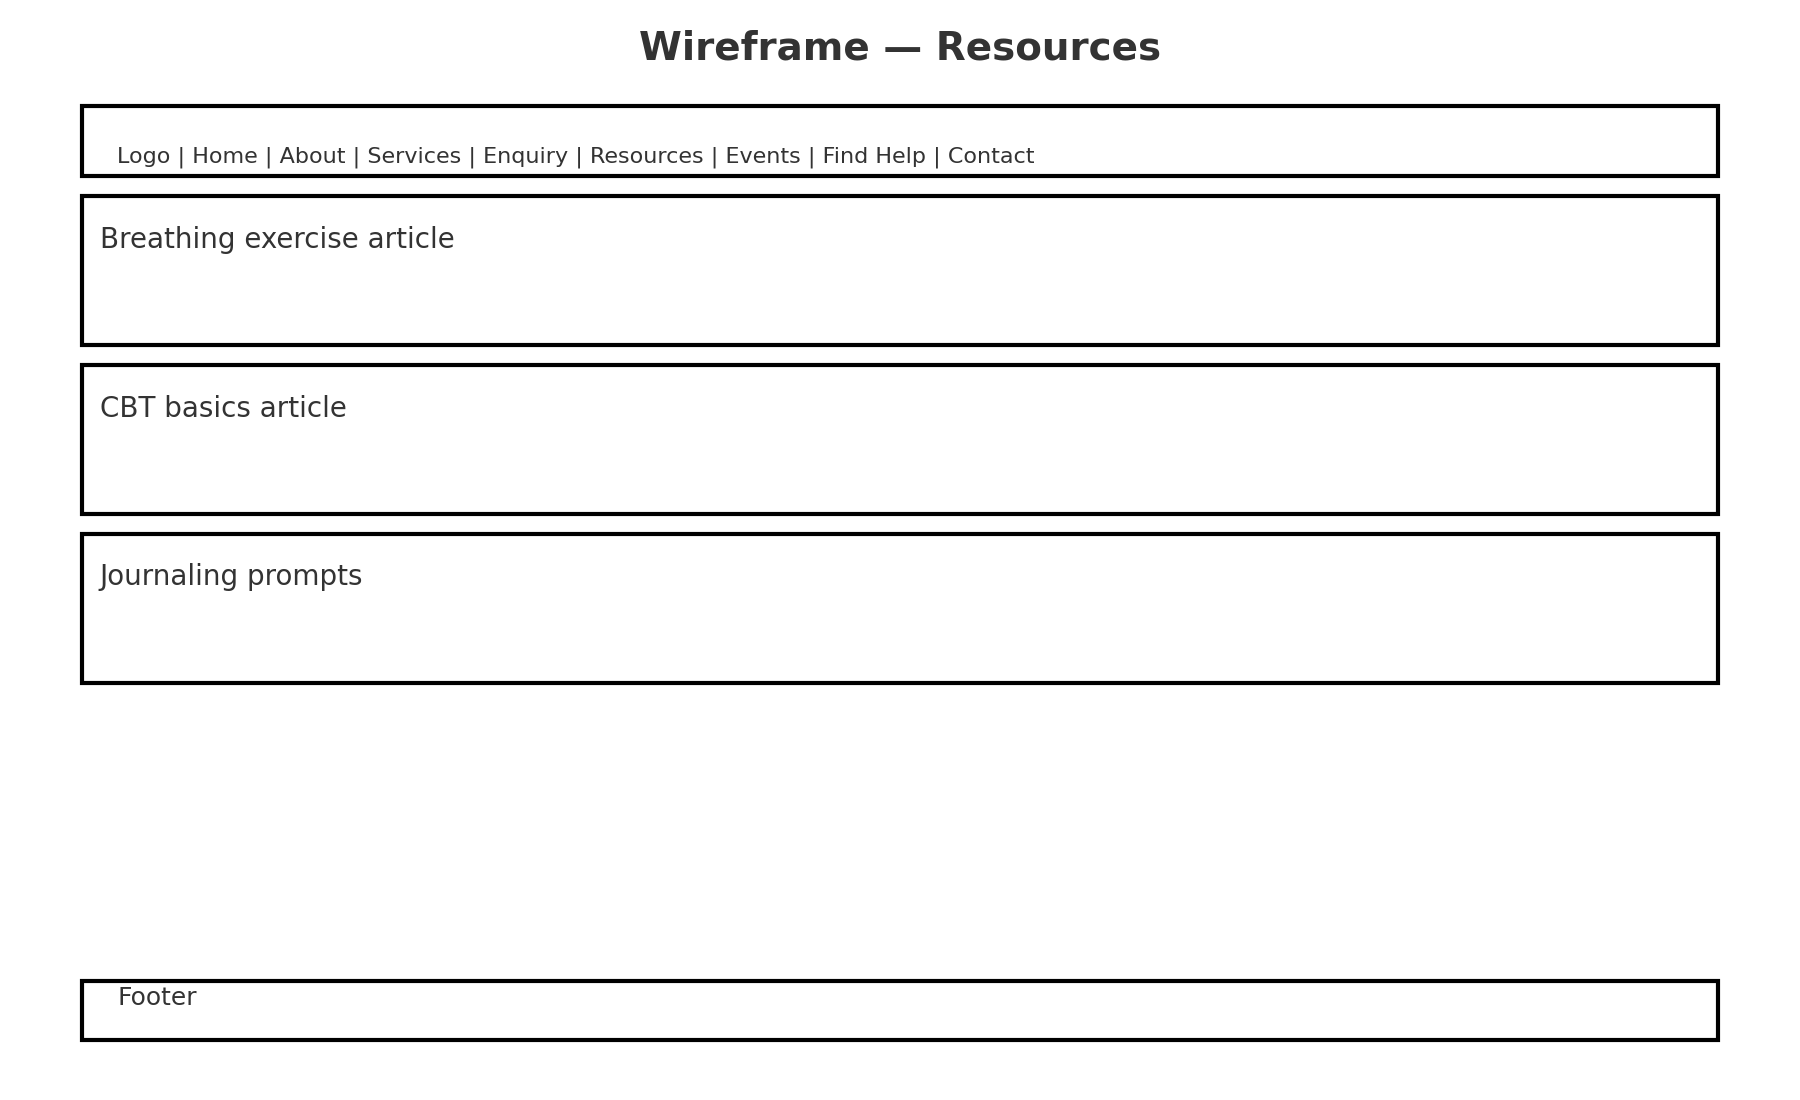 Wireframe — Resources
Logo | Home | About | Services | Enquiry | Resources | Events | Find Help | Contact
Breathing exercise article
CBT basics article
Journaling prompts
Footer